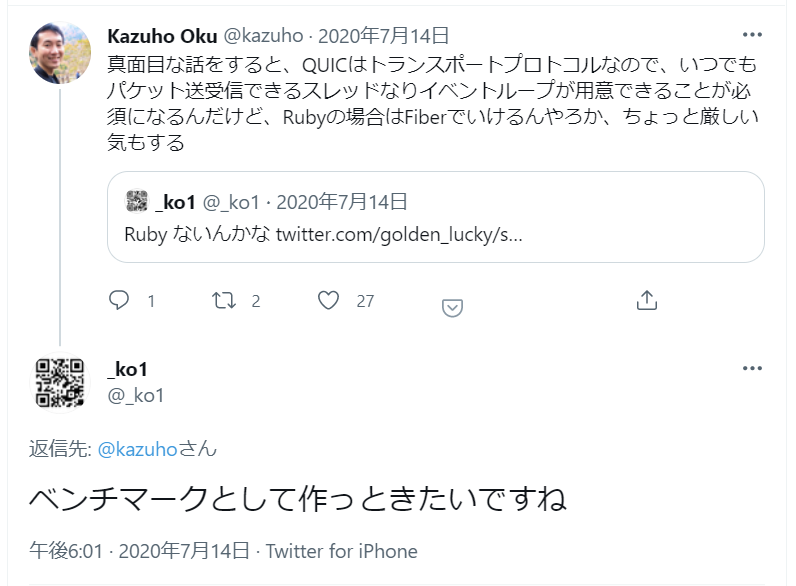 Kazuho Oku @kazuho · 2020年7月14日
真面目な話をすると、QUICはトランスポートプロトコルなので、いつでも
パケット送受信できるスレッドなりイベントループが用意できることが必
須になるんだけど、Rubyの場合はFiberでいけるんやろか、ちょっと厳しい
気もする
_ko1 @_ko1 · 2020年7月14日
Ruby ないんかな twitter.com/golden_lucky/s...
1 2 27
_ko1
@_ko1
返信先: @kazuhoさん
ベンチマークとして作っときたいですね
午後6:01 · 2020年7月14日 · Twitter for iPhone